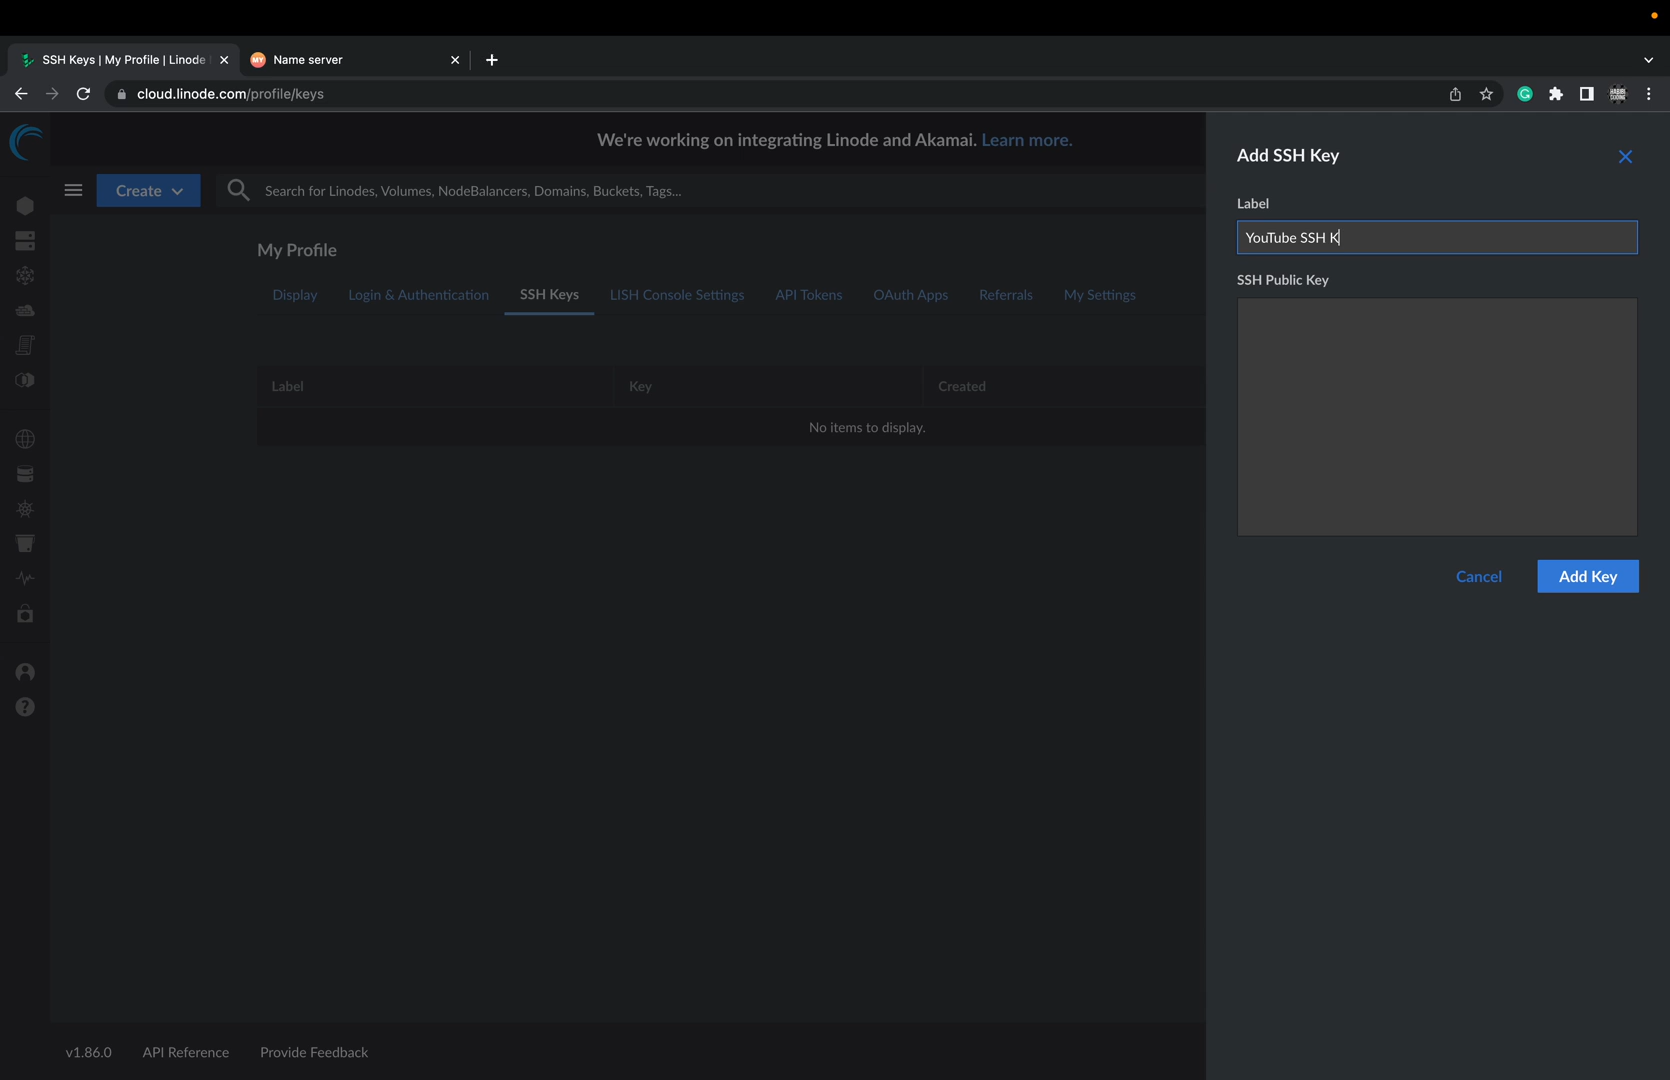 SSH Keys | My Profile | Linode
MY Name server
cloud.linode.com/profile/keys
We're working on integrating Linode and Akamai. Learn more.
Create
Search for Linodes, Volumes, NodeBalancers, Domains, Buckets, Tags...
My Profile
Display Login & Authentication SSH Keys LISH Console Settings API Tokens OAuth Apps Referrals My Settings
Label Key Created
No items to display.
Add SSH Key
Label
YouTube SSH K
SSH Public Key
Cancel Add Key
v1.86.0 API Reference Provide Feedback